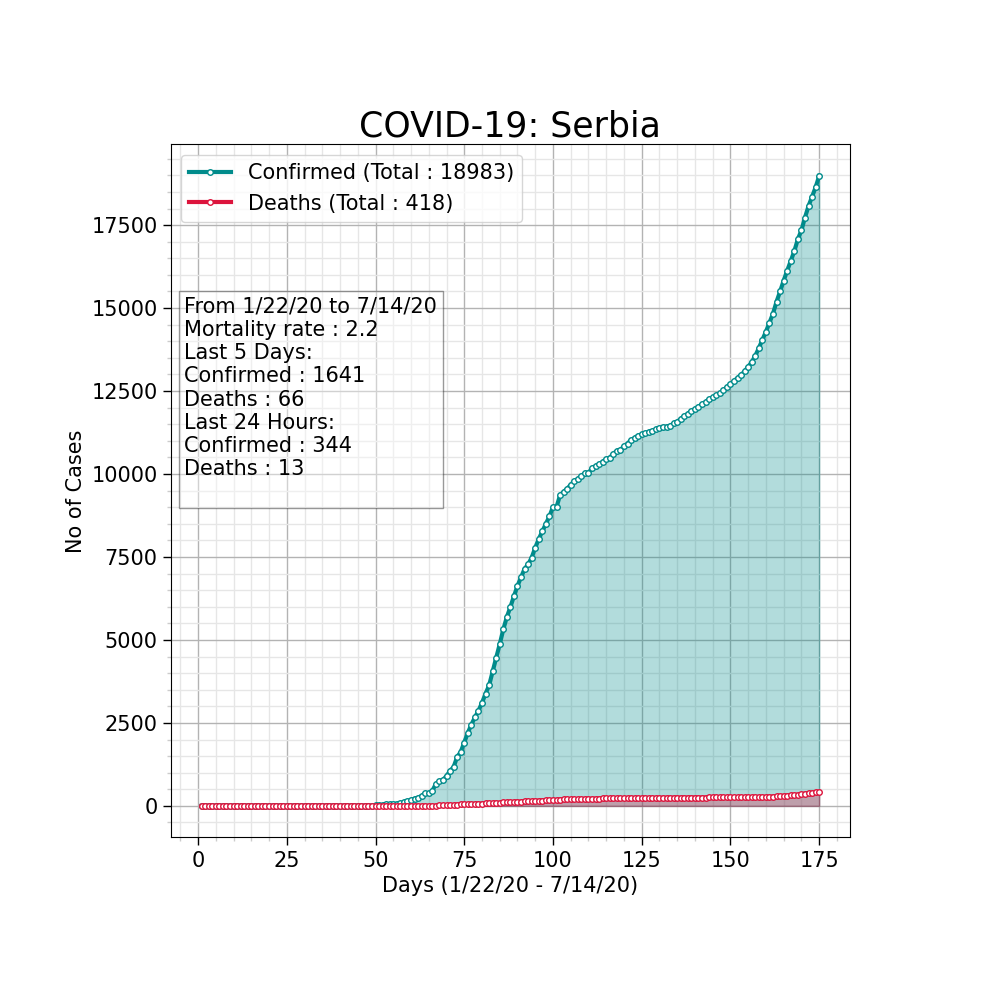 COVID-19: Serbia
Confirmed (Total : 18983)
Deaths (Total : 418)
From 1/22/20 to 7/14/20
Mortality rate : 2.2
Last 5 Days:
Confirmed : 1641
Deaths : 66
Last 24 Hours:
Confirmed : 344
Deaths : 13
No of Cases
17500
15000
12500
10000
7500
5000
2500
0
0 25 50 75 100 125 150 175
Days (1/22/20 - 7/14/20)